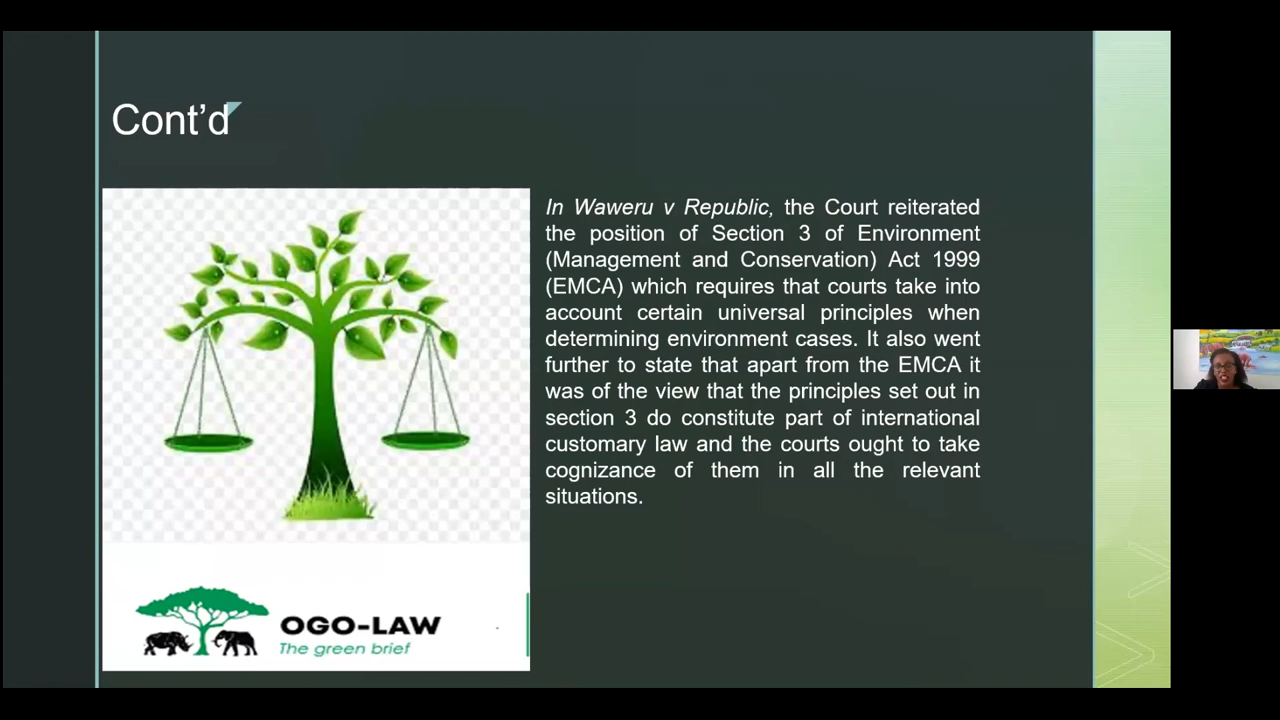 Cont’d
In Waweru v Republic, the Court reiterated
the position of Section 3 of Environment
(Management and Conservation) Act 1999
(EMCA) which requires that courts take into
account certain universal principles when
determining environment cases. It also went
further to state that apart from the EMCA it
was of the view that the principles set out in
section 3 do constitute part of international
customary law and the courts ought to take
cognizance of them in all the relevant
situations.
OGO-LAW
The green brief